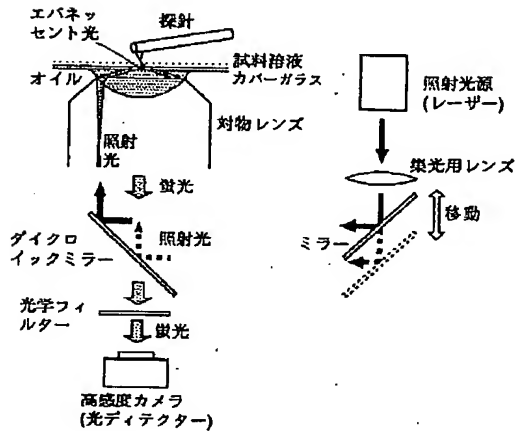 エバネッ
セント光
探針
オイル
試料溶液
カバーガラス
照射
光
対物レンズ
蛍光
ダイクロ
イックミラー
照射光
光学フィ
ルター
蛍光
高感度カメラ
(光ディテクター)
照射光源
(レーザー)
集光用レンズ
ミラー
移動